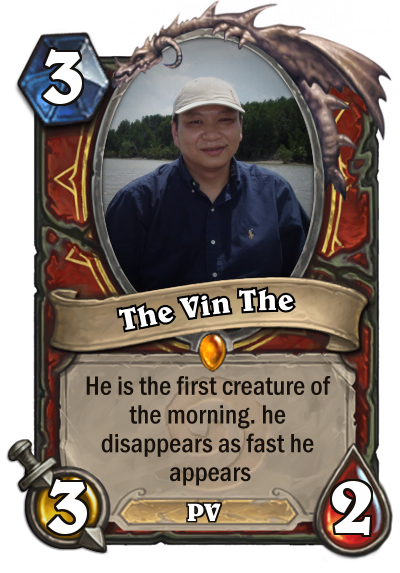 3
The Vin The
He is the first creature of
the morning. he
disappears as fast he
appears
PV
3
2